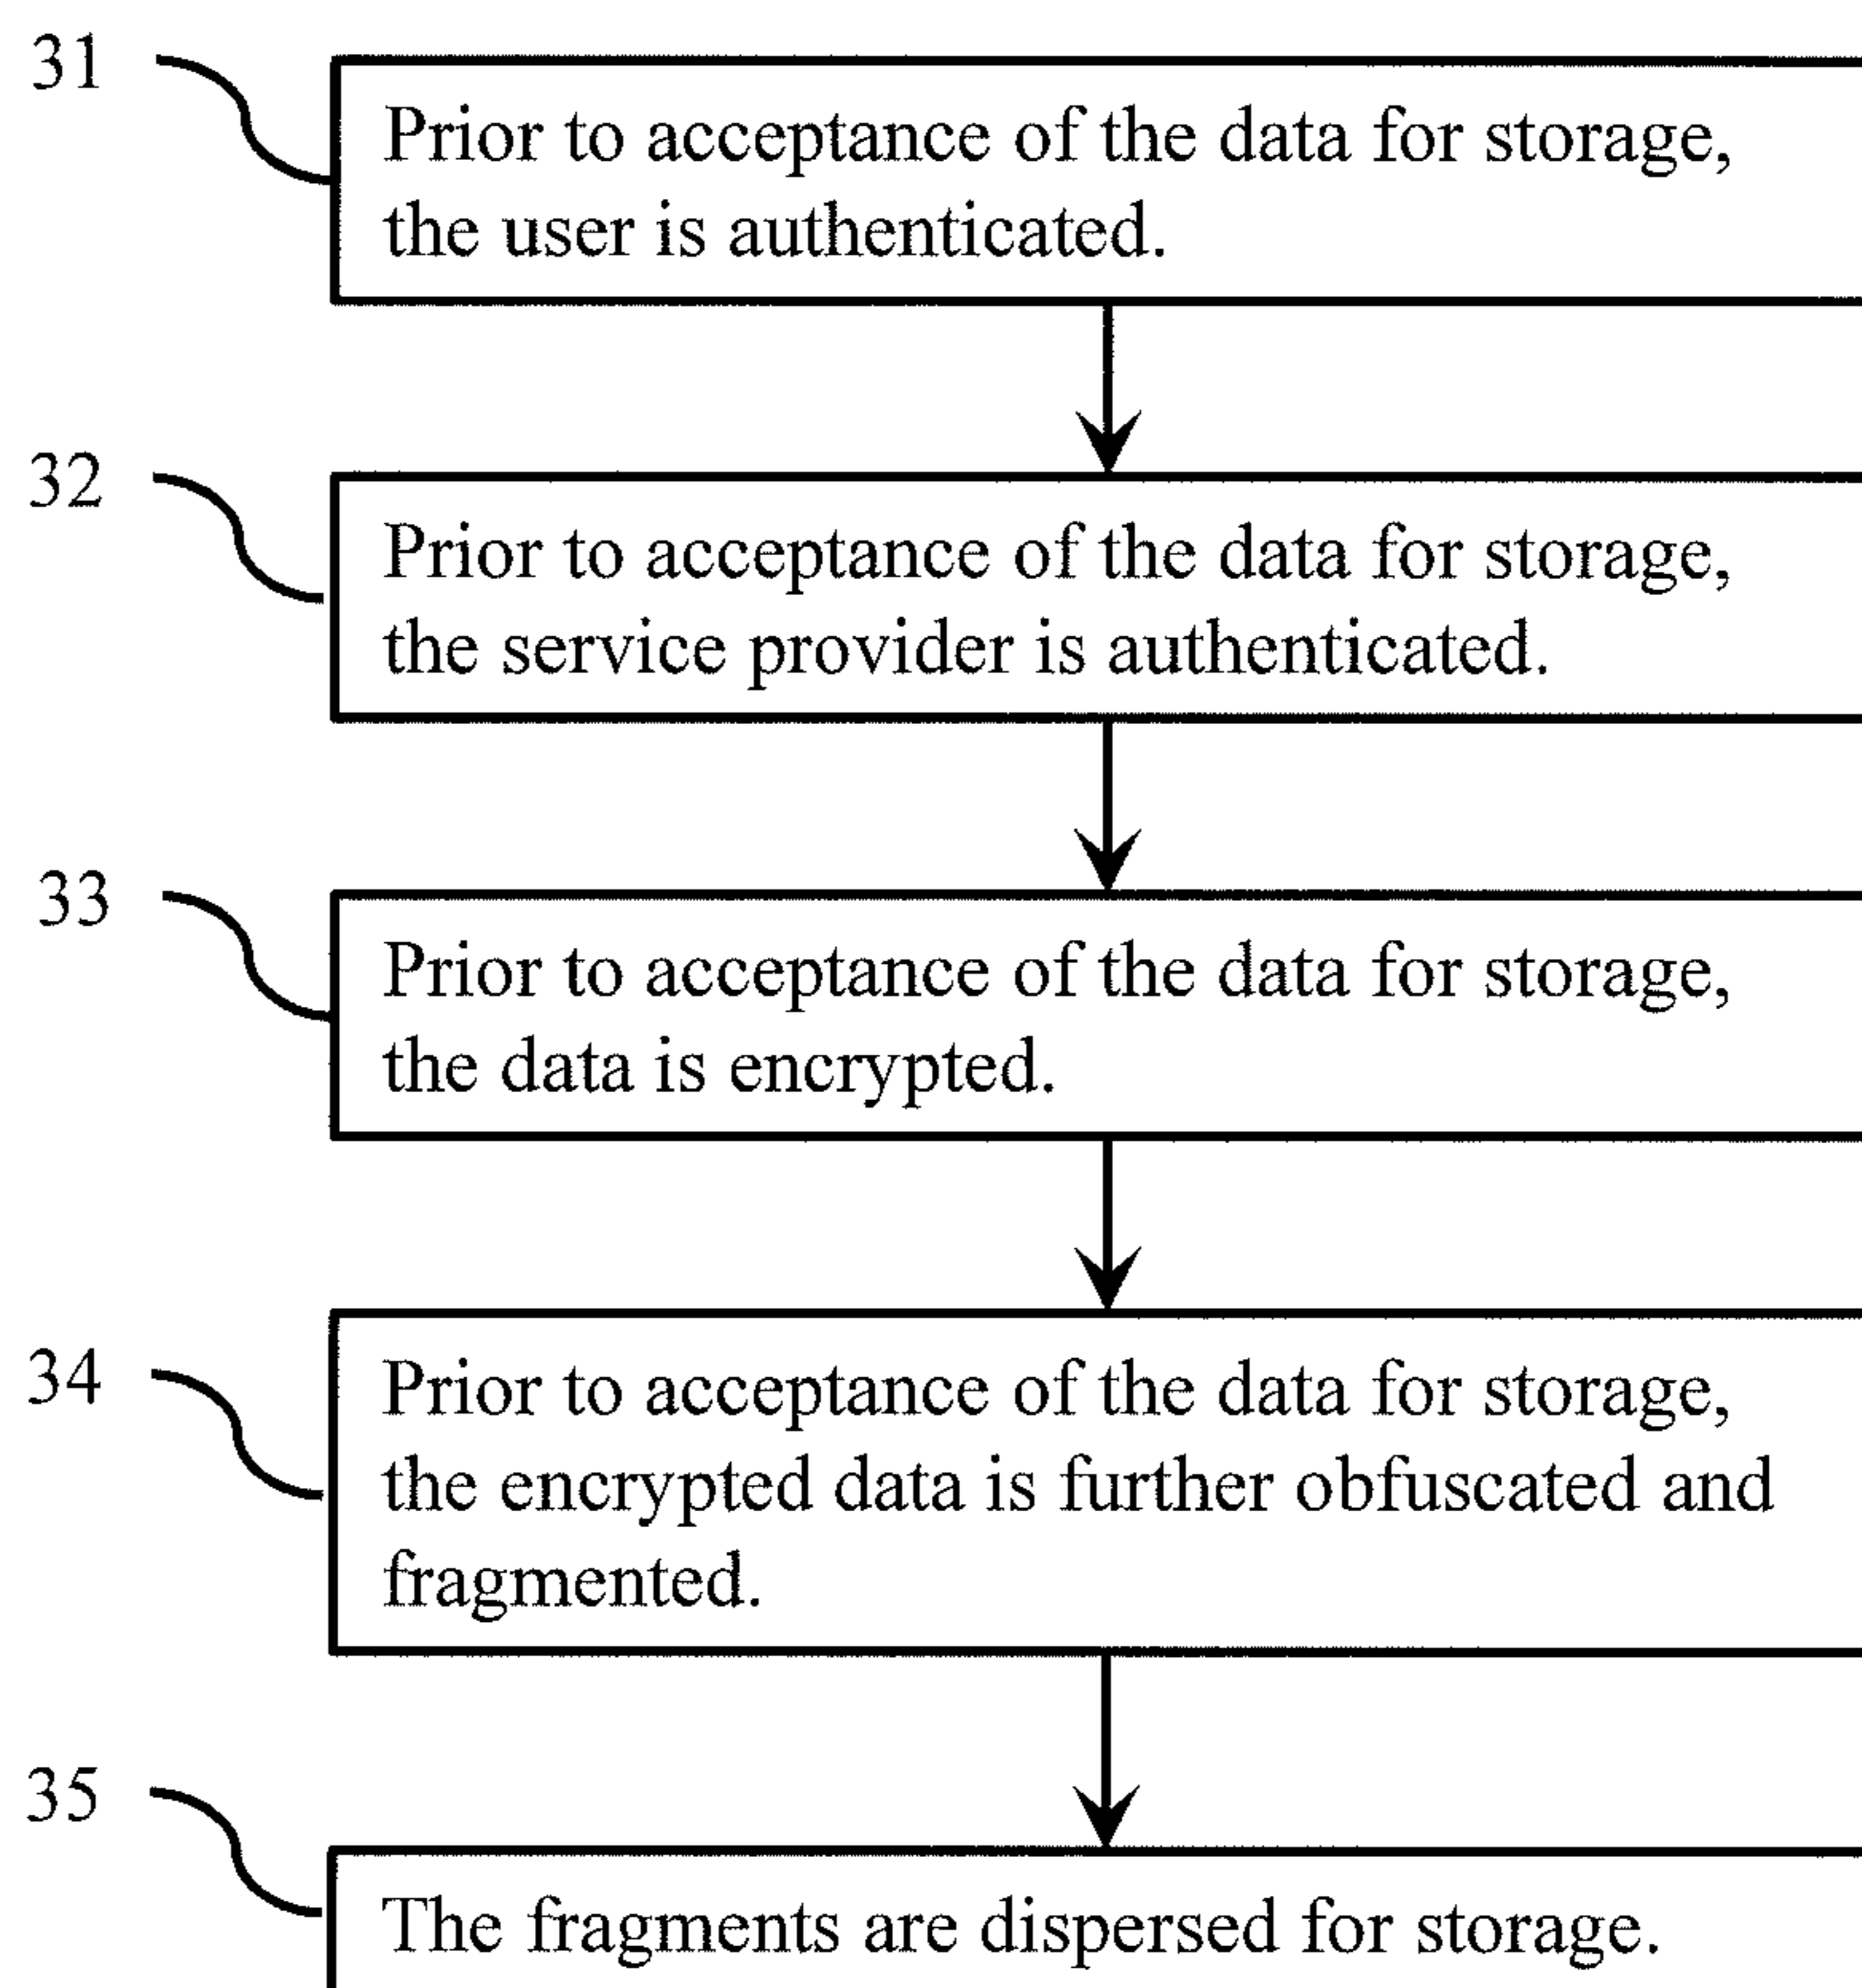 31
Prior to acceptance of the data for storage,
the user is authenticated.
32
Prior to acceptance of the data for storage,
the service provider is authenticated.
33
Prior to acceptance of the data for storage,
the data is encrypted.
34
Prior to acceptance of the data for storage,
the encrypted data is further obfuscated and
fragmented.
35
The fragments are dispersed for storage.